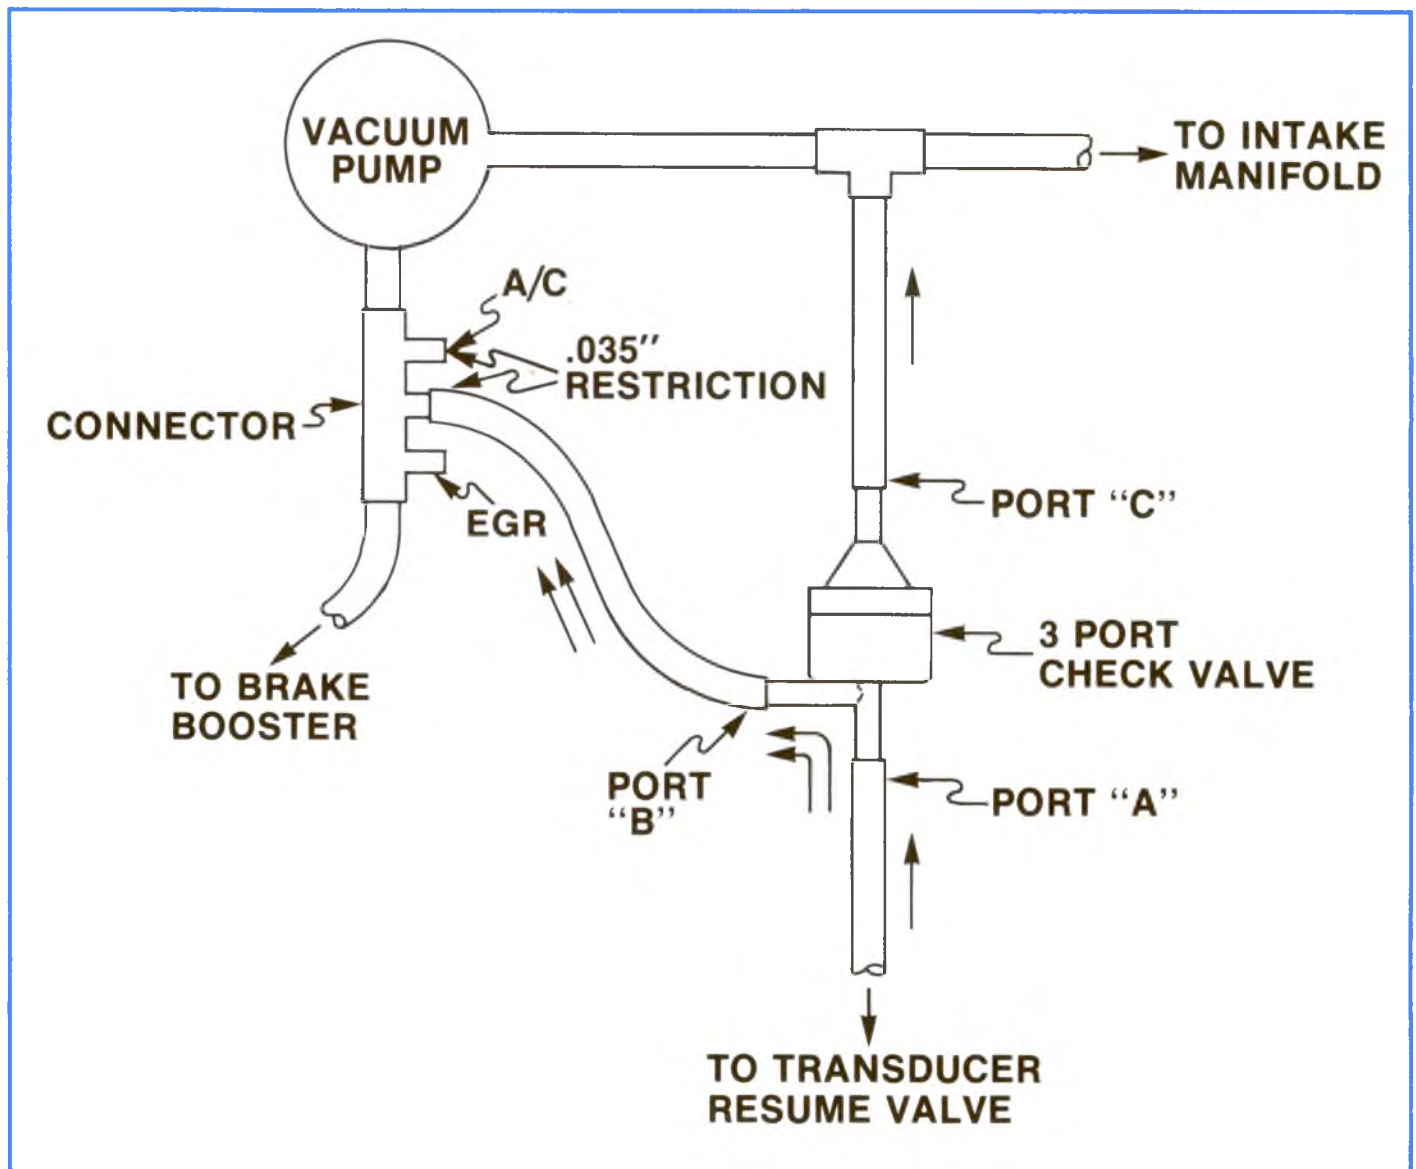 VACUUM
PUMP
TO INTAKE
MANIFOLD
A/C
.035″
RESTRICTION
CONNECTOR
EGR
PORT “C”
3 PORT
CHECK VALVE
TO BRAKE
BOOSTER
PORT
“B”
PORT “A”
TO TRANSDUCER
RESUME VALVE